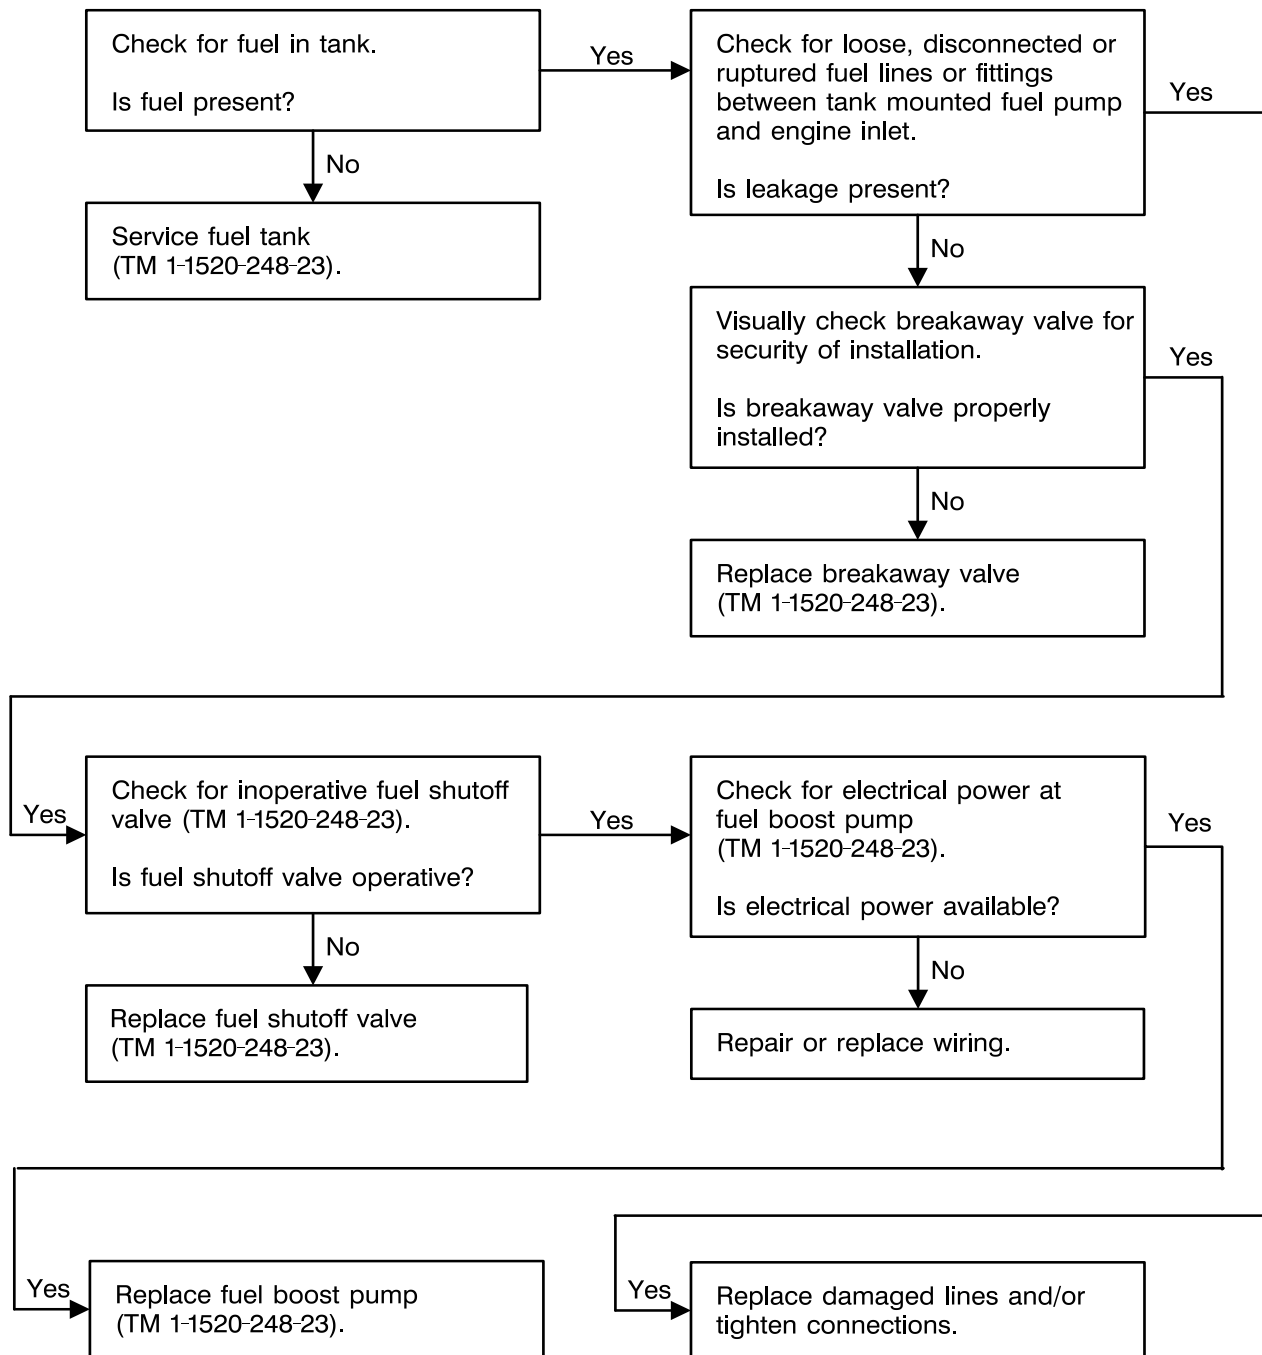 Check for fuel in tank.
Is fuel present?
Yes
No
Service fuel tank
(TM 1-1520-248-23).
Check for loose, disconnected or
ruptured fuel lines or fittings
between tank mounted fuel pump
and engine inlet.
Is leakage present?
Yes
No
Visually check breakaway valve for
security of installation.
Is breakaway valve properly
installed?
Yes
No
Replace breakaway valve
(TM 1-1520-248-23).
Yes
Check for inoperative fuel shutoff
valve (TM 1-1520-248-23).
Is fuel shutoff valve operative?
Yes
No
Replace fuel shutoff valve
(TM 1-1520-248-23).
Check for electrical power at
fuel boost pump
(TM 1-1520-248-23).
Is electrical power available?
Yes
No
Repair or replace wiring.
Yes
Replace fuel boost pump
(TM 1-1520-248-23).
Yes
Replace damaged lines and/or
tighten connections.